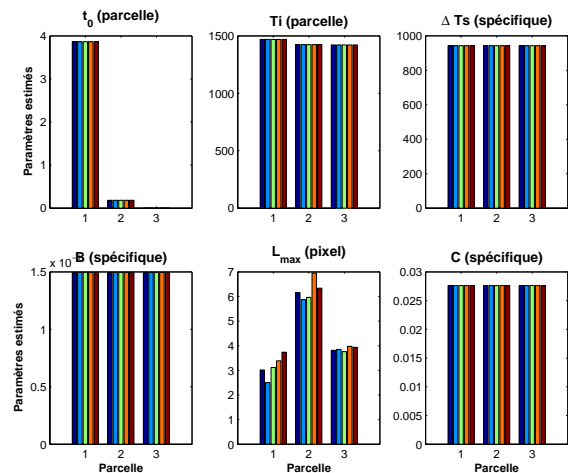 t₀ (parcelle)
Paramètres estimés
4
3
2
1
0
1 2 3
Ti (parcelle)
1500
1000
500
0
1 2 3
Δ Ts (spécifique)
1000
800
600
400
200
0
1 2 3
x 10⁻
B (spécifique)
Paramètres estimés
1.5
1
0.5
0
1 2 3
Parcelle
Lmax (pixel)
7
6
5
4
3
2
1
0
1 2 3
Parcelle
C (spécifique)
0.03
0.025
0.02
0.015
0.01
0.005
0
1 2 3
Parcelle